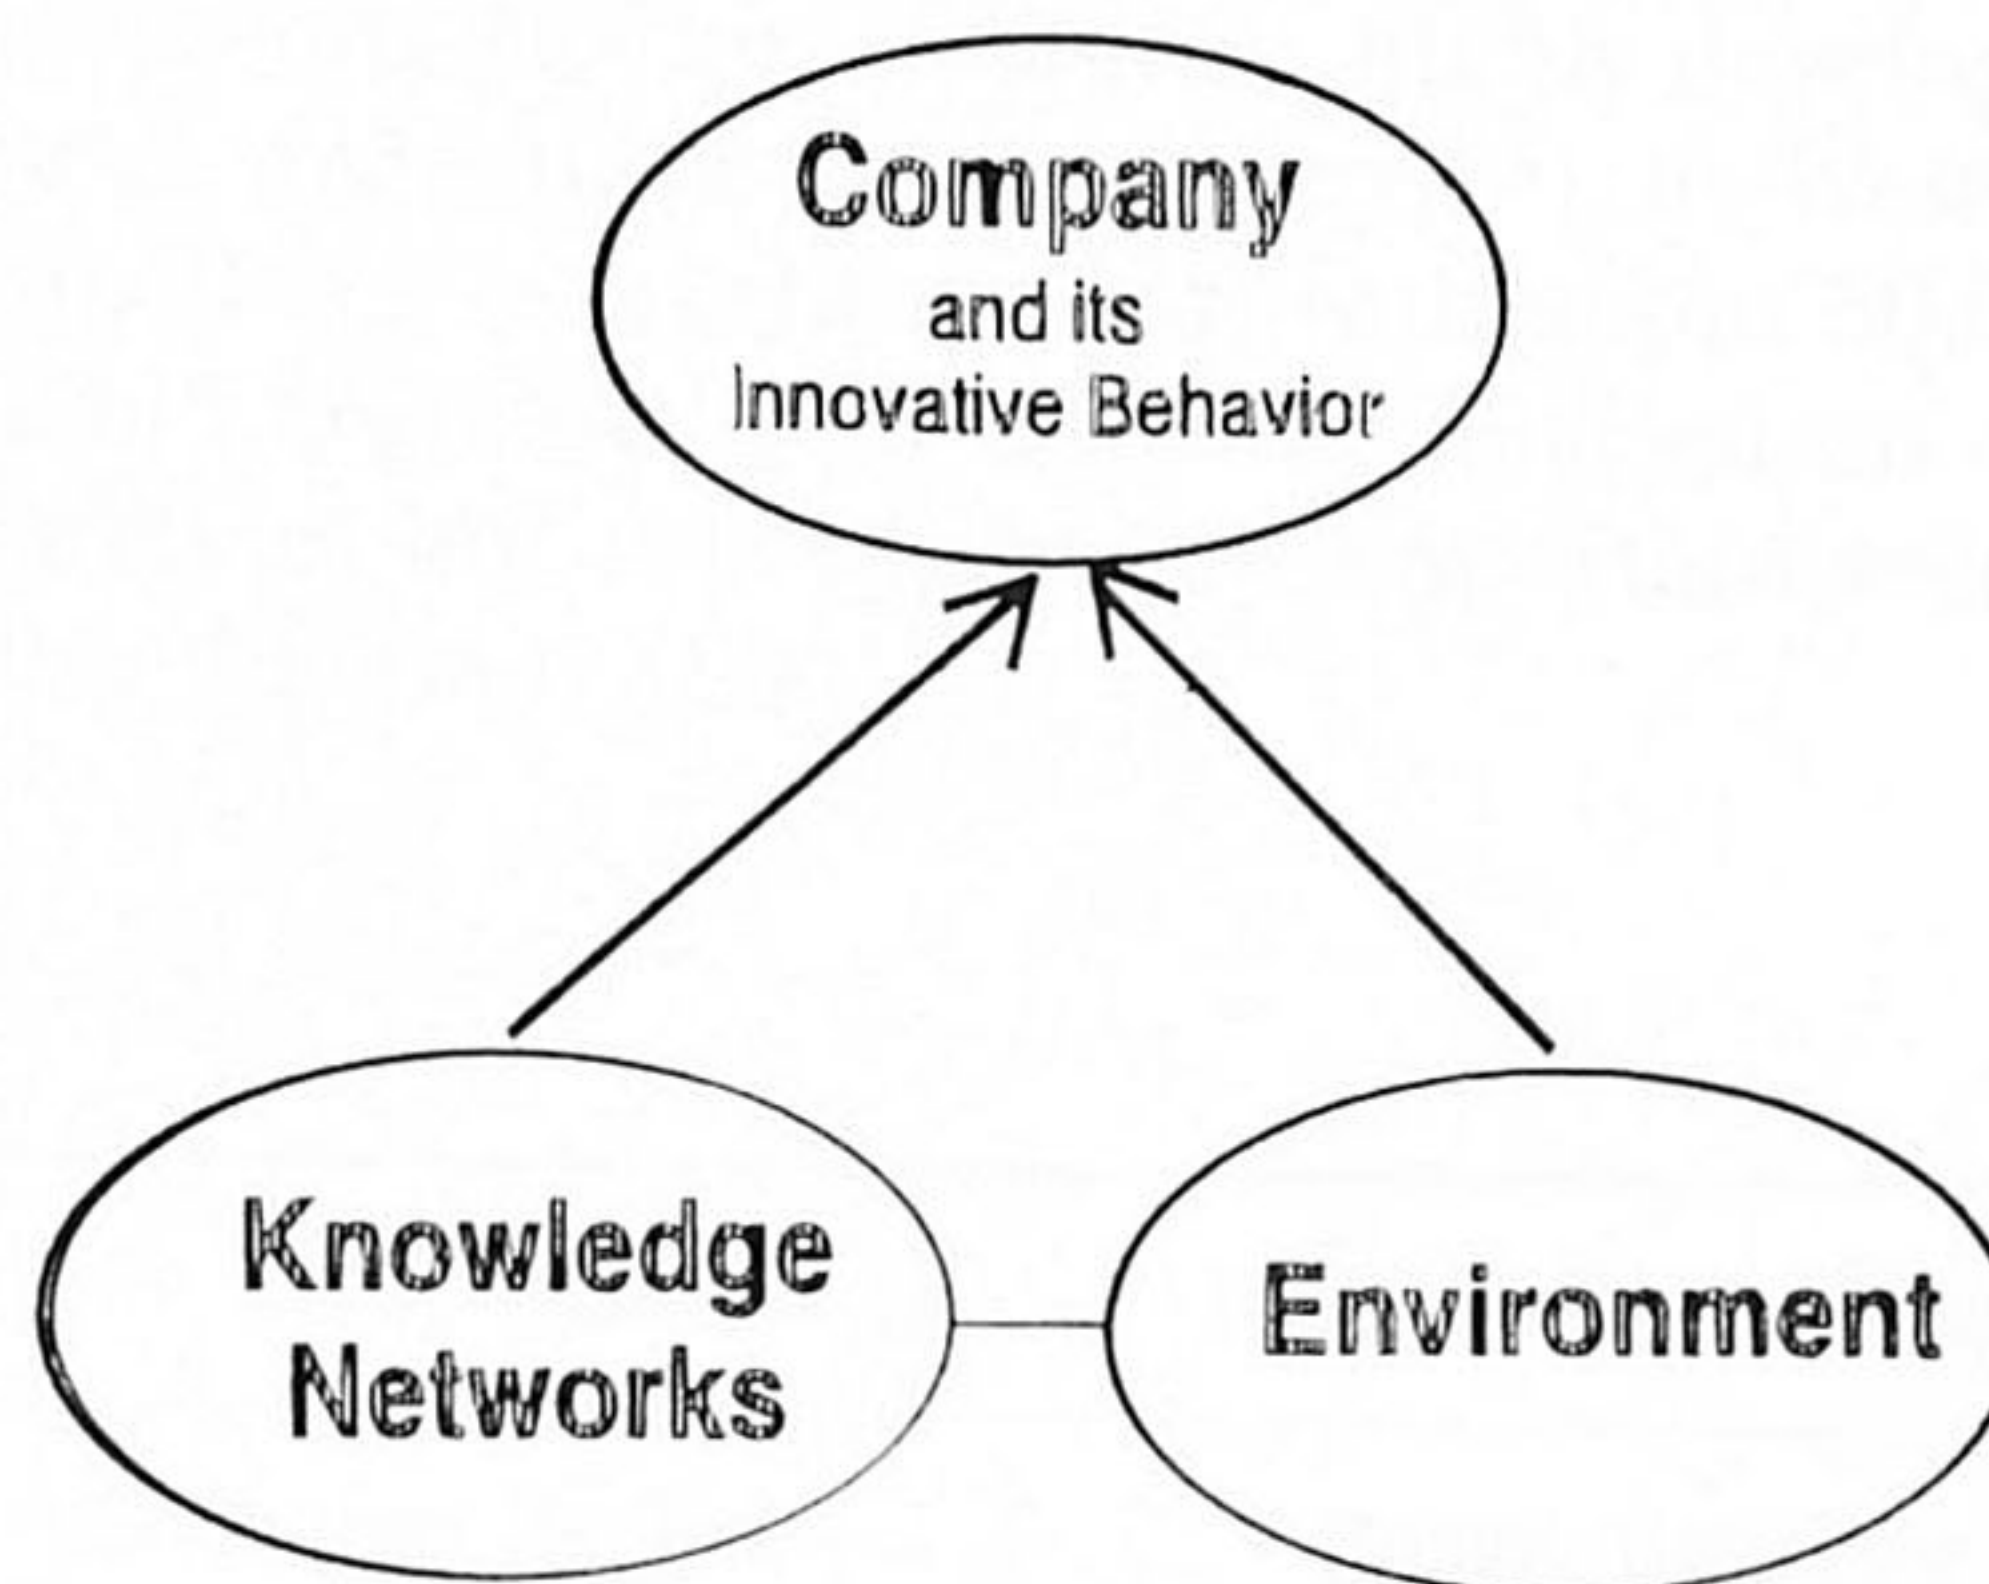 Company
and its
Innovative Behavior
Knowledge
Networks
Environment